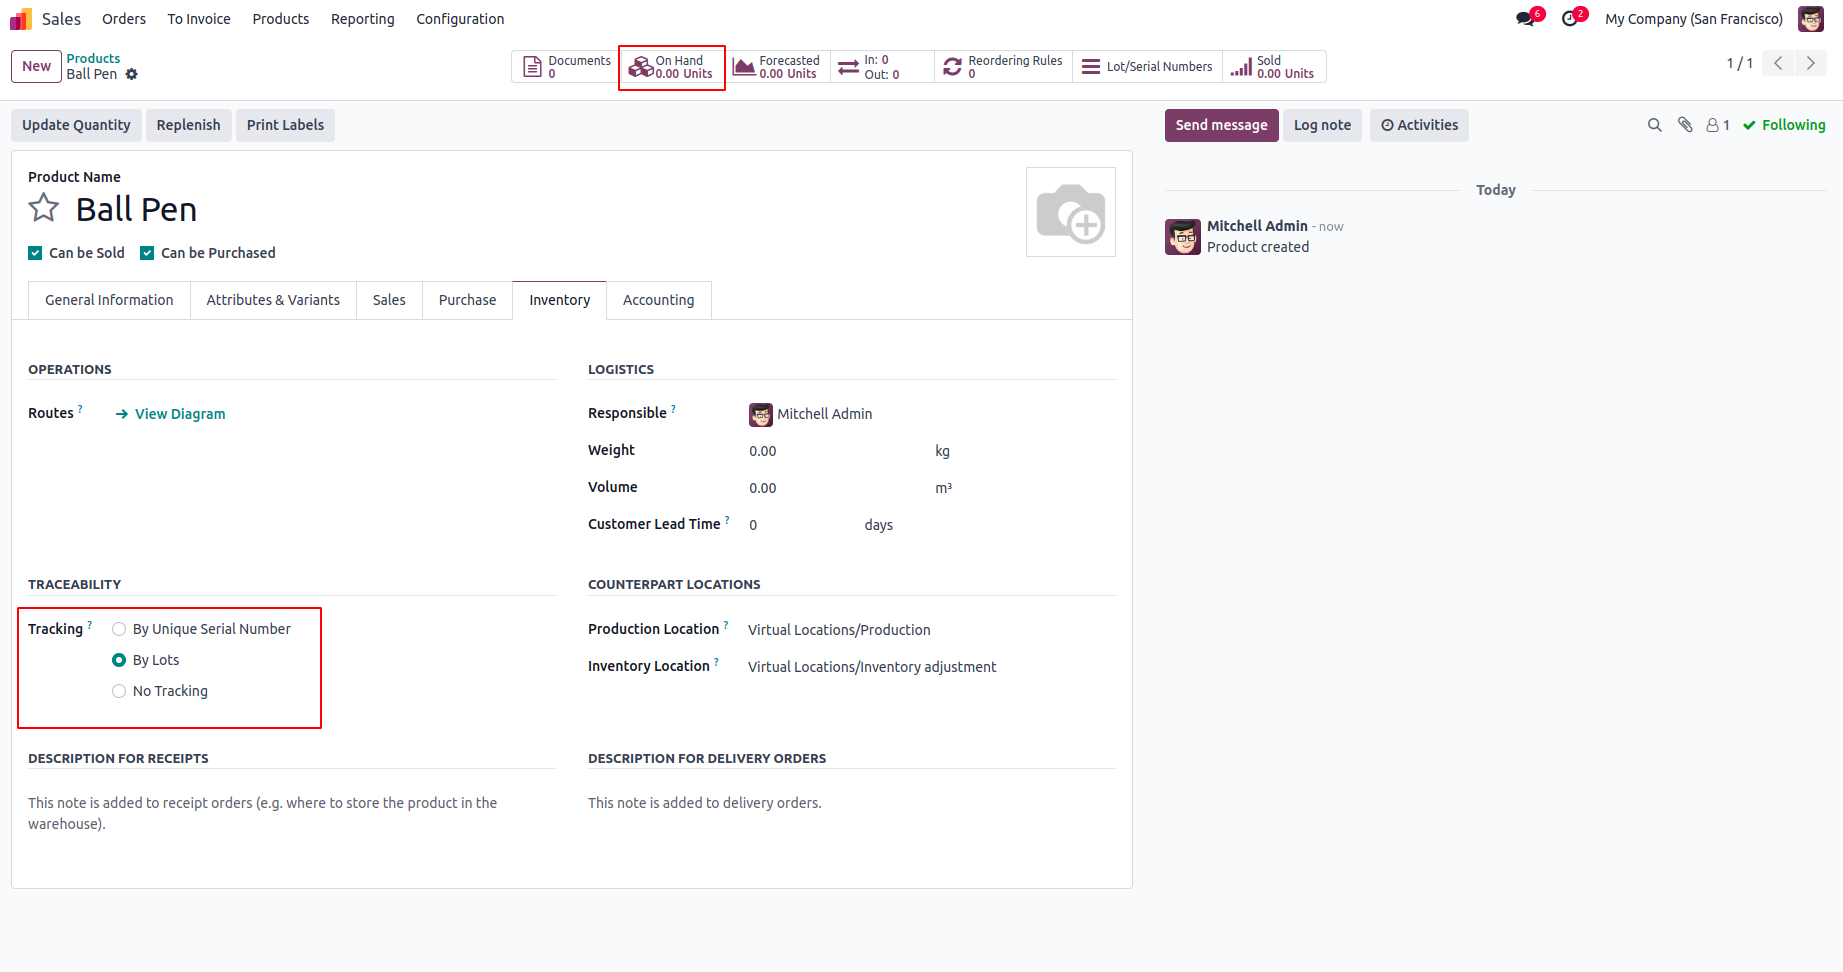 Sales Orders To Invoice Products Reporting Configuration 6 2 My Company (San Francisco)
New Products Ball Pen
Documents 0 On Hand 0.00 Units Forecasted 0.00 Units In: 0 Out: 0 Reordering Rules 0 Lot/Serial Numbers Sold 0.00 Units 1 / 1
Update Quantity Replenish Print Labels Send message Log note Activities 1 Following
Product Name
Ball Pen
Can be Sold Can be Purchased
General Information Attributes & Variants Sales Purchase Inventory Accounting
OPERATIONS
Routes ? View Diagram
LOGISTICS
Responsible ? Mitchell Admin
Weight 0.00 kg
Volume 0.00 m³
Customer Lead Time ? 0 days
TRACEABILITY
Tracking ? By Unique Serial Number
By Lots
No Tracking
COUNTERPART LOCATIONS
Production Location ? Virtual Locations/Production
Inventory Location ? Virtual Locations/Inventory adjustment
DESCRIPTION FOR RECEIPTS
This note is added to receipt orders (e.g. where to store the product in the
warehouse).
DESCRIPTION FOR DELIVERY ORDERS
This note is added to delivery orders.
Today
Mitchell Admin - now
Product created